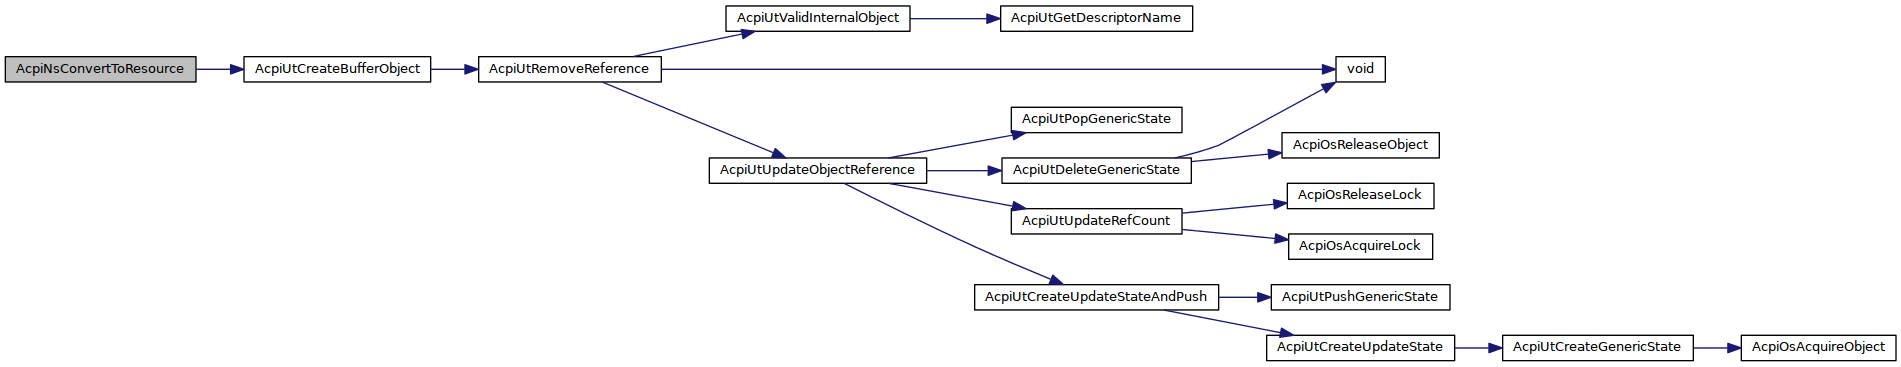 AcpiUtValidInternalObject
AcpiUtGetDescriptorName
AcpiNsConvertToResource
AcpiUtCreateBufferObject
AcpiUtRemoveReference
void
AcpiUtPopGenericState
AcpiOsReleaseObject
AcpiUtUpdateObjectReference
AcpiUtDeleteGenericState
AcpiOsReleaseLock
AcpiUtUpdateRefCount
AcpiOsAcquireLock
AcpiUtCreateUpdateStateAndPush
AcpiUtPushGenericState
AcpiUtCreateUpdateState
AcpiUtCreateGenericState
AcpiOsAcquireObject